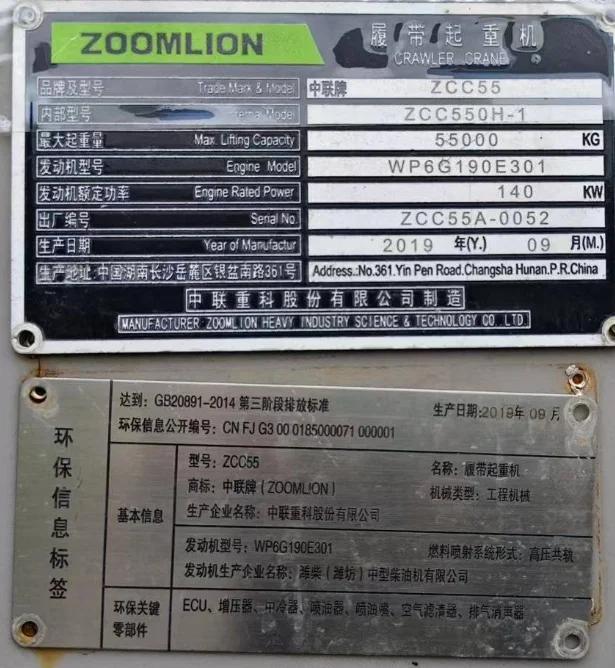 ZOOMLION
履带起重机
CRAWLER CRANE
品牌及型号 Trade Mark & Model 中联牌 ZCC55
内部型号 Internal Model ZCC550H-1
最大起重量 Max. Lifting Capacity 55000 KG
发动机型号 Engine Model WP6G190E301
发动机额定功率 Engine Rated Power 140 KW
出厂编号 Serial No. ZCC55A-0052
生产日期 Year of Manufactur 2019 年(Y.) 09 月(M.)
生产地址:中国湖南长沙岳麓区银盆南路361号 Address.:No.361.Yin Pen Road.Changsha Hunan.P.R.China
中联重科股份有限公司制造
MANUFACTURER:ZOOMLION HEAVY INDUSTRY SCIENCE & TECHNOLOGY CO. LTD.
环保信息标签
达到: GB20891-2014 第三阶段排放标准 生产日期:2019年 09 月
环保信息公开编号: CN FJ G3 00 0185000071 000001
基本信息
型号: ZCC55 名称: 履带起重机
商标: 中联牌 (ZOOMLION) 机械类型: 工程机械
生产企业名称: 中联重科股份有限公司
发动机型号: WP6G190E301 燃料喷射系统形式: 高压共轨
发动机生产企业名称: 潍柴 (潍坊) 中型柴油机有限公司
环保关键零部件
ECU、增压器、中冷器、喷油器、喷油嘴、空气滤清器、排气消声器